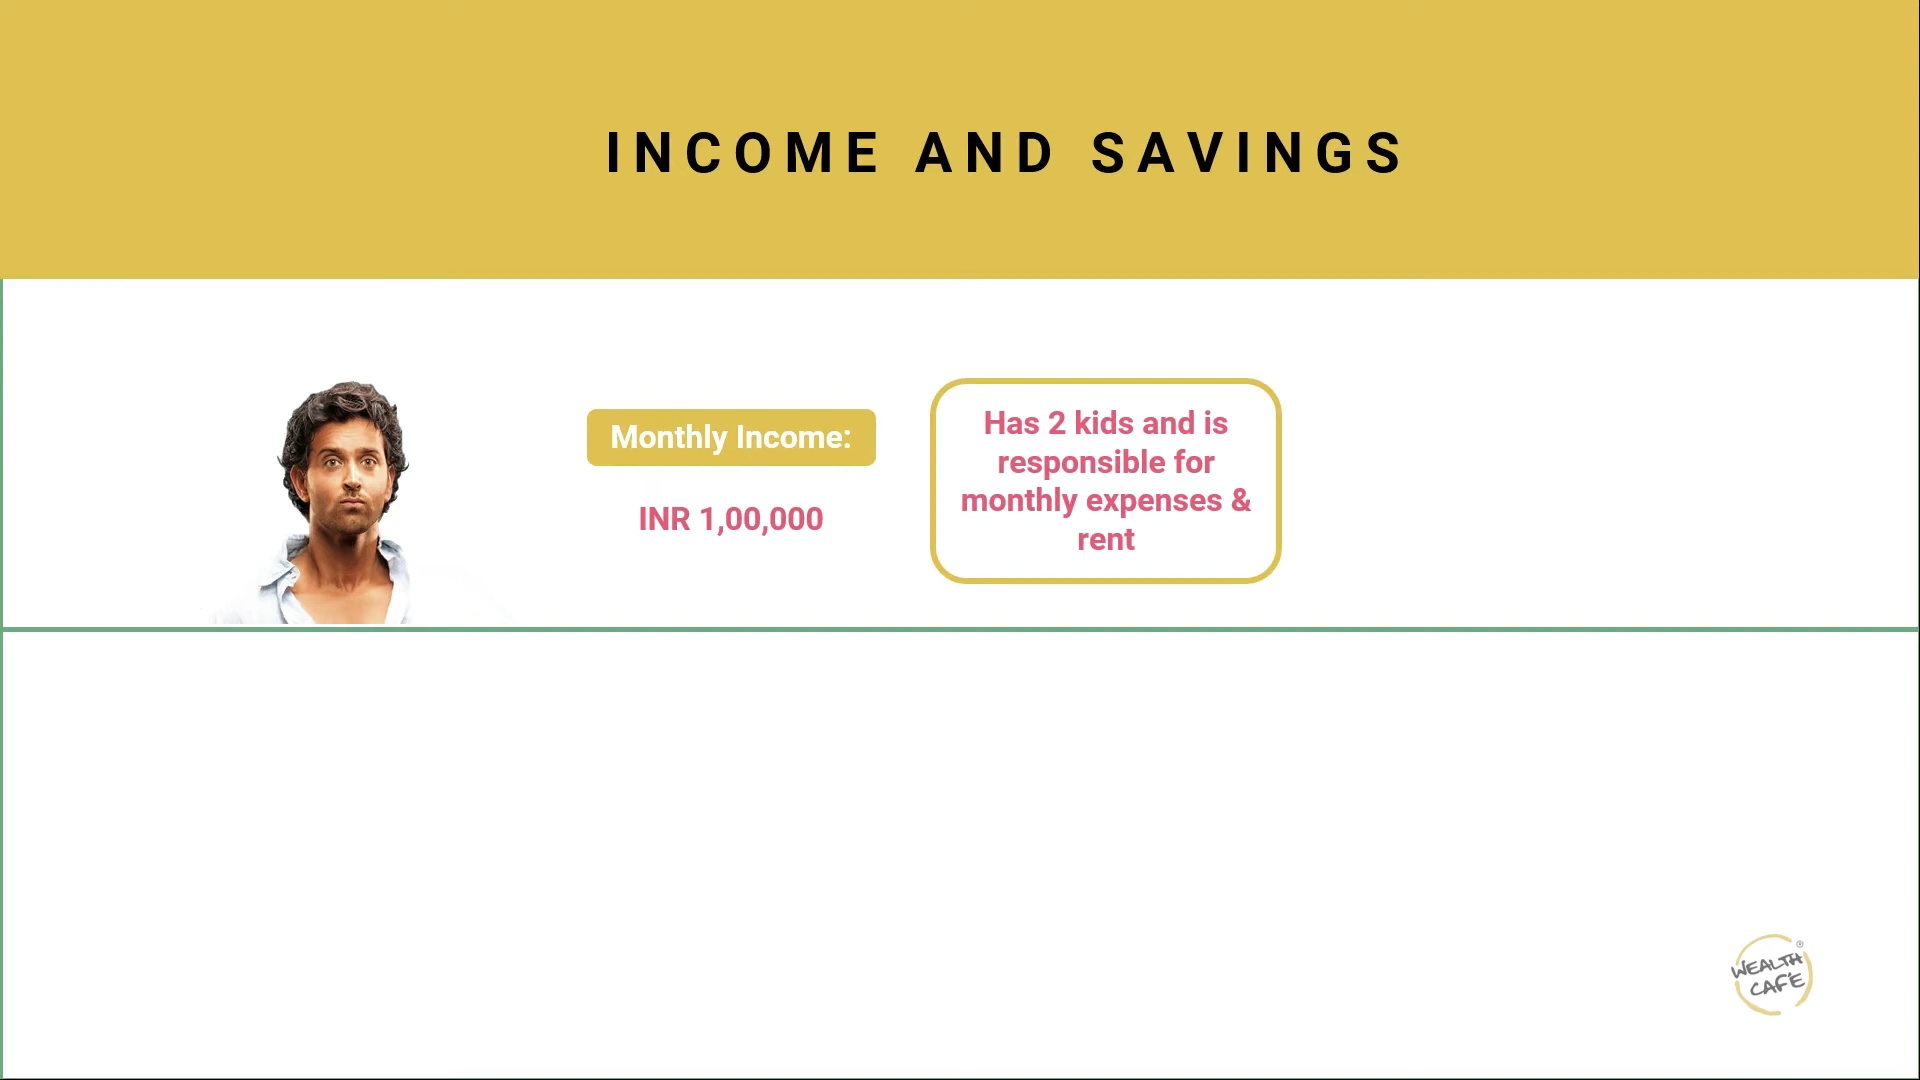 INCOME AND SAVINGS
Monthly Income:
INR 1,00,000
Has 2 kids and is
responsible for
monthly expenses &
rent
WEALTH
CAFE
®